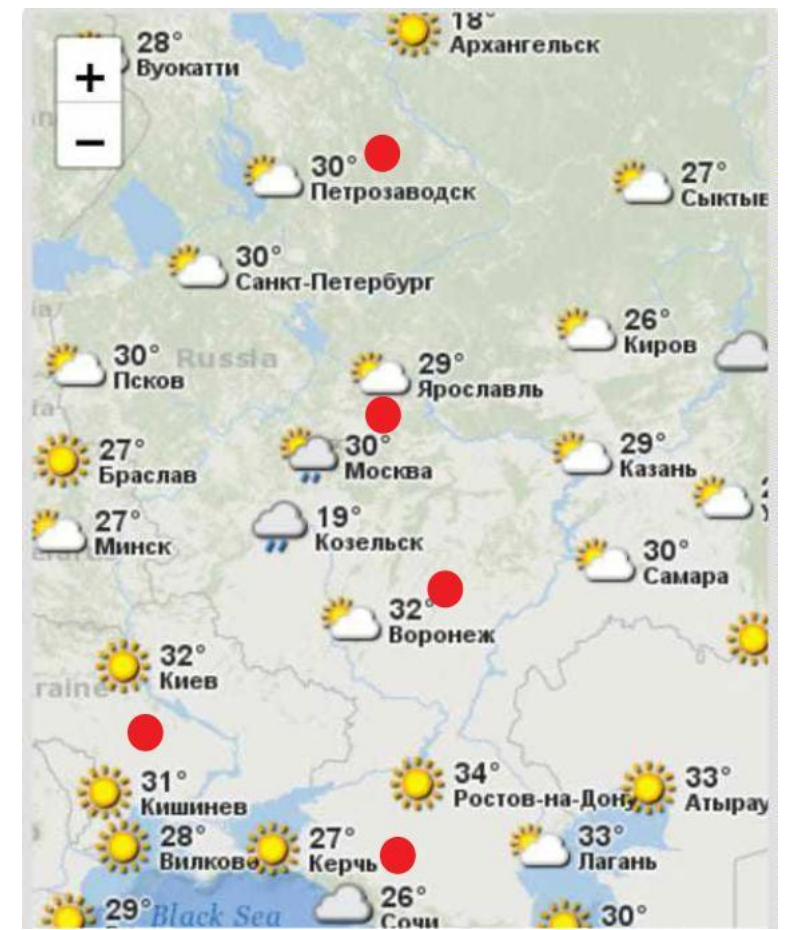 18°
Архангельск
28°
Вуокатти
+
−
30°
Петрозаводск
27°
Сыктыв
30°
Санкт-Петербург
26°
Киров
30°
Псков
Russia
29°
Ярославль
27°
Браслав
30°
Москва
29°
Казань
27°
Минск
19°
Козельск
30°
Самара
32°
Воронеж
32°
Киев
raine
31°
Кишинев
34°
Ростов-на-Дону
33°
Атырау
28°
Вилково
27°
Керчь
33°
Лагань
29°
Black Sea
26°
Сочи
30°